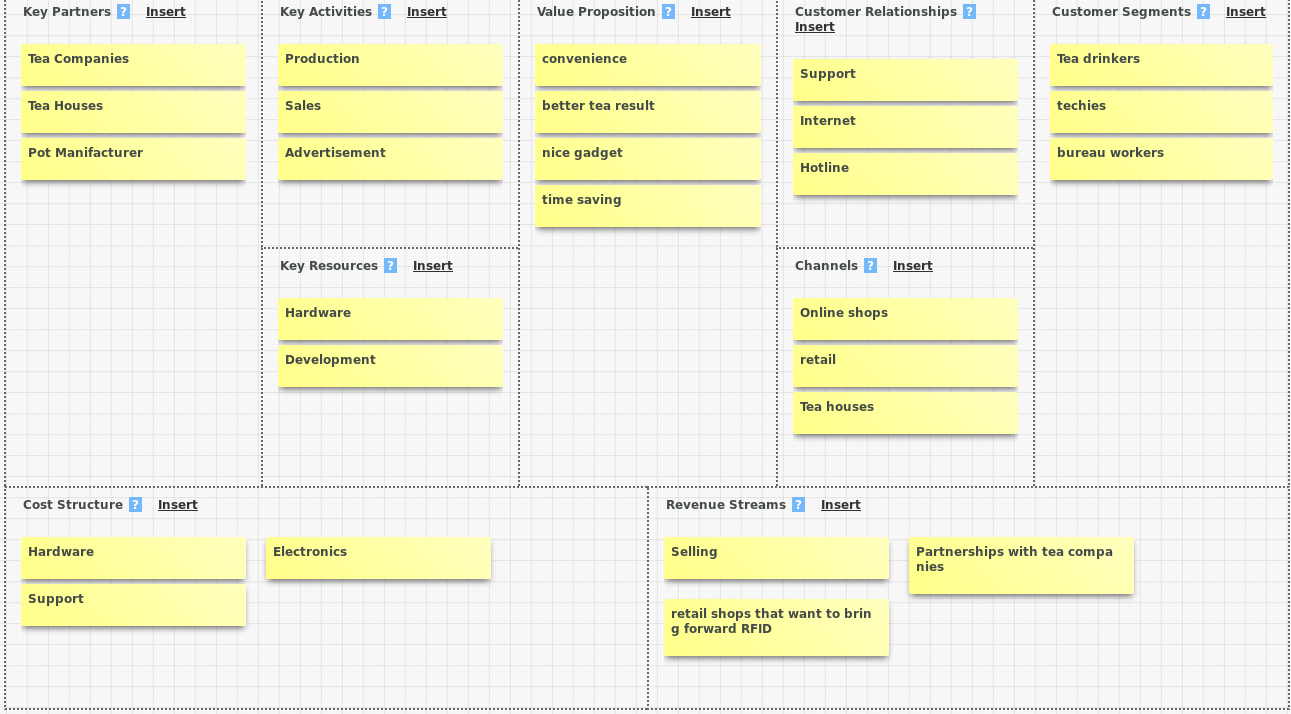 Key Partners ? Insert
Tea Companies
Tea Houses
Pot Manifacturer
Key Activities ? Insert
Production
Sales
Advertisement
Key Resources ? Insert
Hardware
Development
Value Proposition ? Insert
convenience
better tea result
nice gadget
time saving
Customer Relationships ?
Insert
Support
Internet
Hotline
Channels ? Insert
Online shops
retail
Tea houses
Customer Segments ? Insert
Tea drinkers
techies
bureau workers
Cost Structure ? Insert
Hardware
Support
Electronics
Revenue Streams ? Insert
Selling
retail shops that want to brin
g forward RFID
Partnerships with tea compa
nies